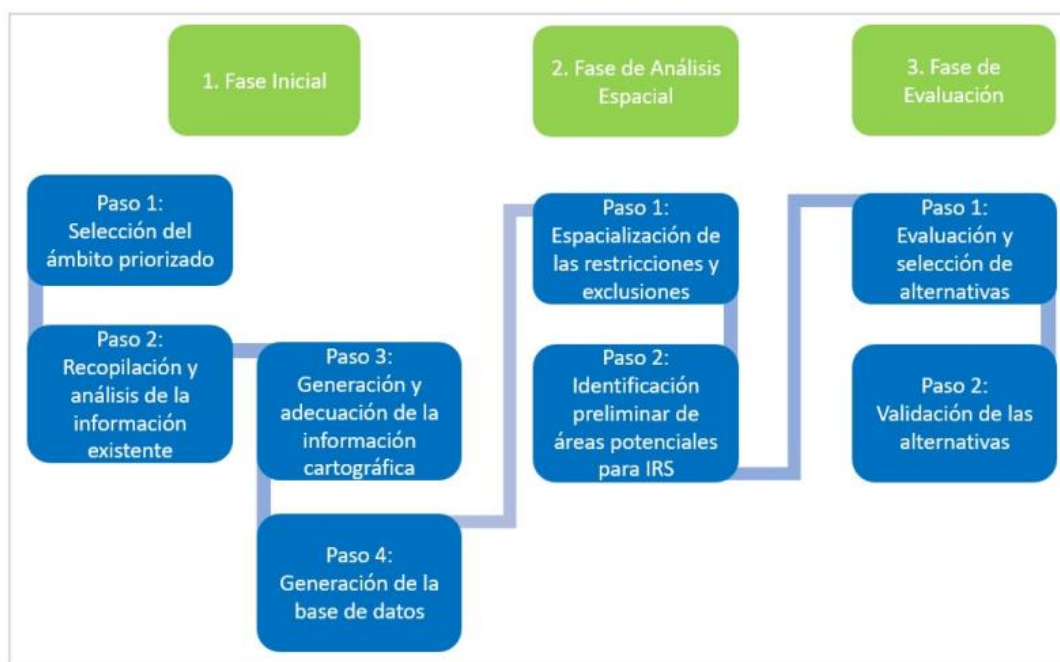 1. Fase Inicial
2. Fase de Análisis
Espacial
3. Fase de
Evaluación
Paso 1:
Selección del
ámbito priorizado
Paso 2:
Recopilación y
análisis de la
información
existente
Paso 3:
Generación y
adecuación de la
información
cartográfica
Paso 4:
Generación de la
base de datos
Paso 1:
Espacialización de
las restricciones y
exclusiones
Paso 2:
Identificación
preliminar de
áreas potenciales
para IRS
Paso 1:
Evaluación y
selección de
alternativas
Paso 2:
Validación de las
alternativas